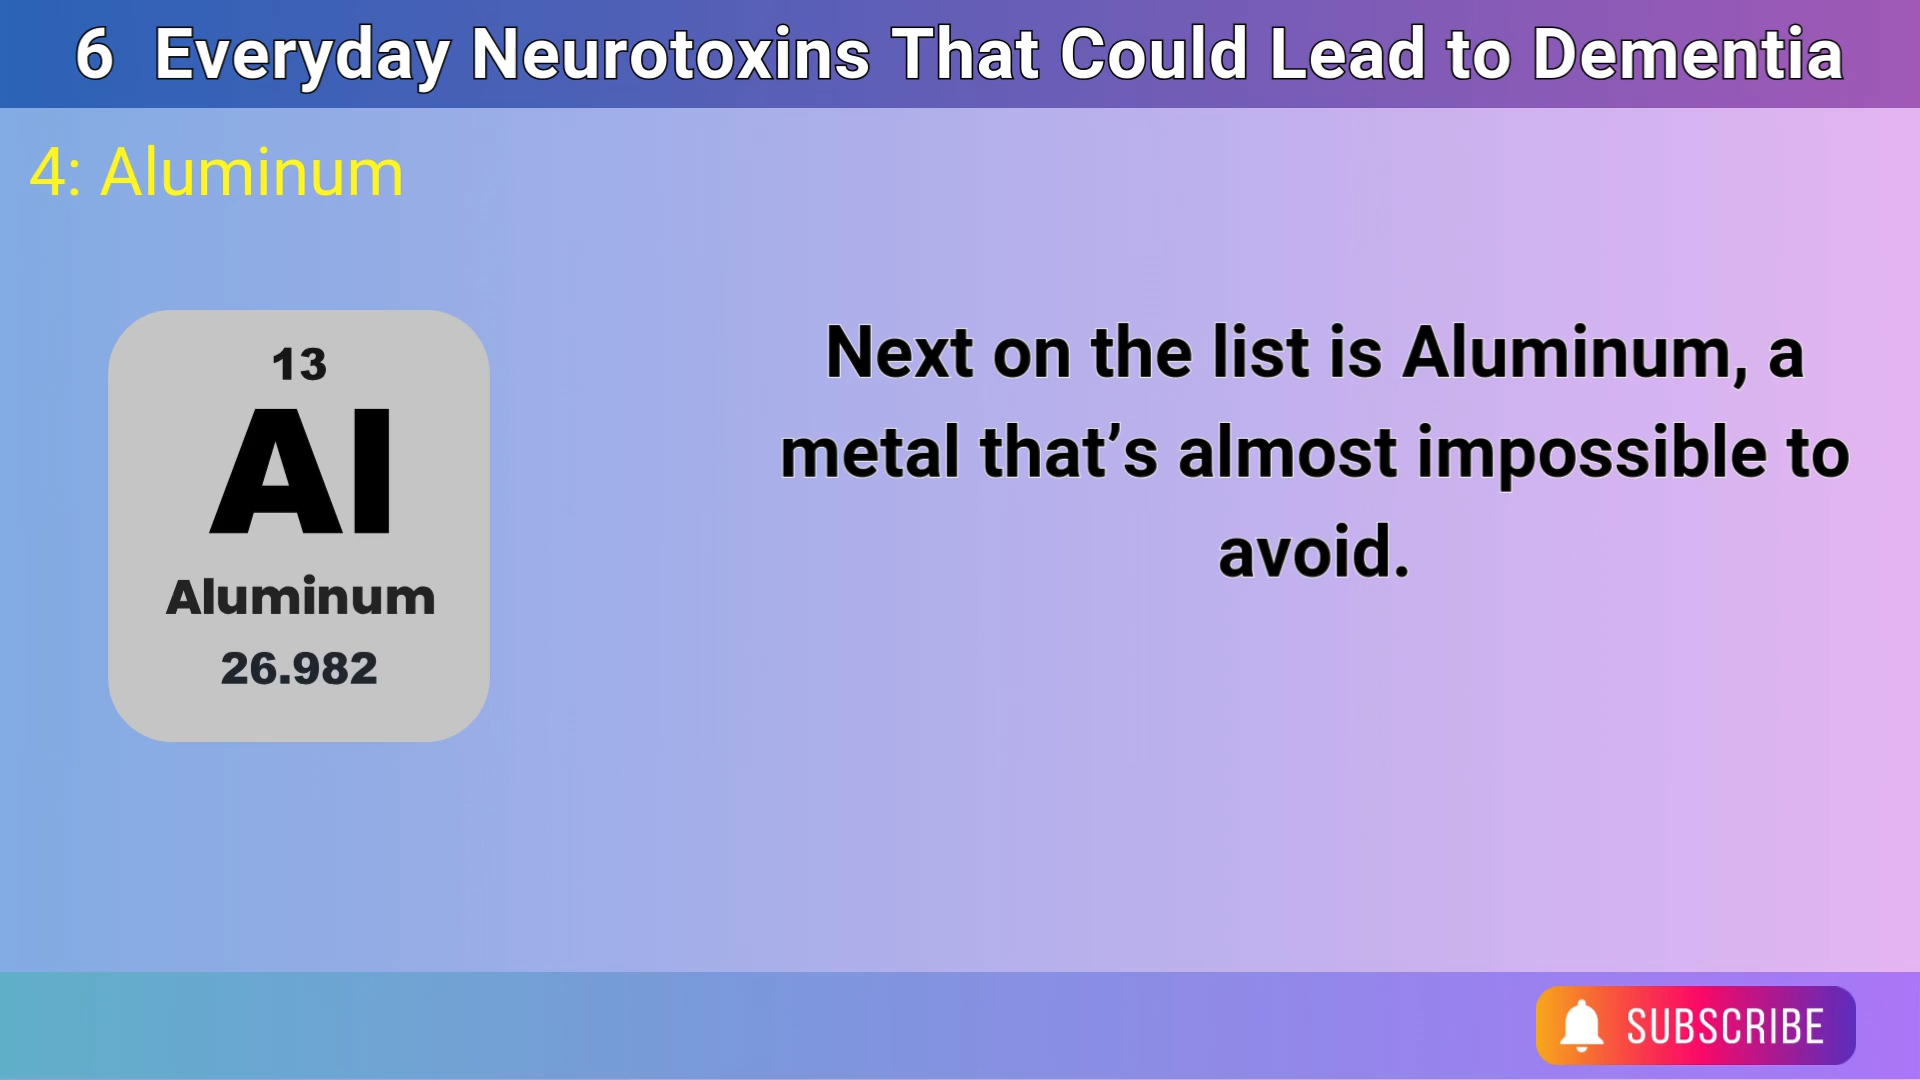 6 Everyday Neurotoxins That Could Lead to Dementia
4: Aluminum
13
Al
Aluminum
26.982
Next on the list is Aluminum, a
metal that’s almost impossible to
avoid.
SUBSCRIBE